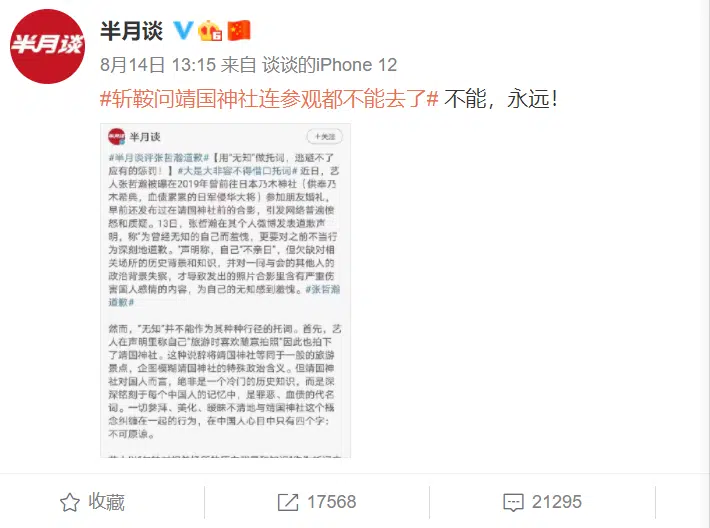 半月谈
半月谈
8月14日 13:15 来自 谈谈的iPhone 12
#斩鞍问靖国神社连参观都不能去了# 不能，永远！
半月谈
+关注
#半月谈评张哲瀚道歉#【用“无知”做托词，逃避不了
应有的惩罚！】#大是大非容不得借口托词# 近日，艺
人张哲瀚被曝在2019年曾前往日本乃木神社（供奉乃
木希典，血债累累的日军侵华大将）参加朋友婚礼，
早前还发布过在靖国神社前的合影，引发网络普遍愤
怒和质疑。13日，张哲瀚在其个人微博发表道歉声
明，称“为曾经无知的自己而羞愧，更要对之前不当行
为深刻地道歉。”声明称，自己“不亲日”，但欠缺对相
关场所的历史背景和知识，并对一同与会的其他人的
政治背景失察，才导致发出的照片合影里含有严重伤
害国人感情的内容，为自己的无知感到羞愧。#张哲瀚
道歉#
然而，“无知”并不能作为其种种行径的托词。首先，艺
人在声明里称自己“旅游时喜欢随意拍照”因此也拍下
了靖国神社。这种说辞将靖国神社等同于一般的旅游
景点，企图模糊靖国神社的特殊政治含义。但靖国神
社对国人而言，绝非是一个冷门的历史知识，而是深
深铭刻于每个中国人的记忆中，是罪恶、血债的代名
词。一切参拜、美化、暧昧不清地与靖国神社这个概
念纠缠在一起的行为，在中国人心目中只有四个字：
不可原谅。
收藏
17568
21295